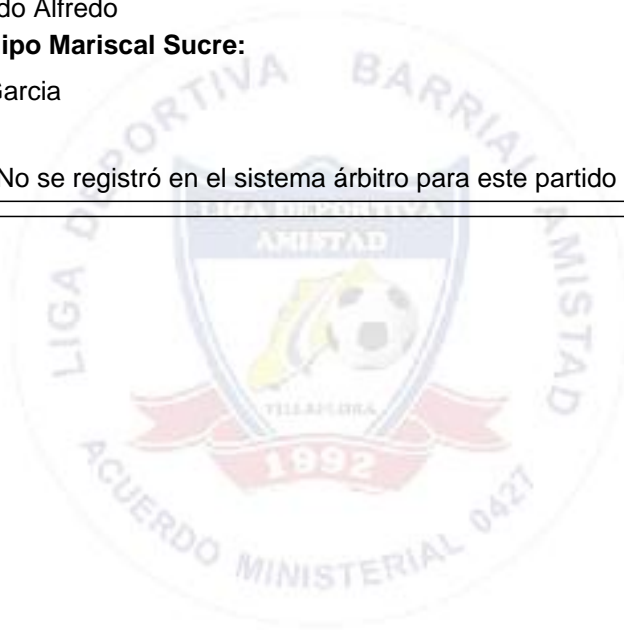 do Alfredo
ipo Mariscal Sucre:
Garcia
No se registró en el sistema árbitro para este partido
LIGA DEPORTIVA BARRIAL AMISTAD
LIGA DEPORTIVA
AMISTAD
VILLAFLORA
1992
ACUERDO MINISTERIAL 0427